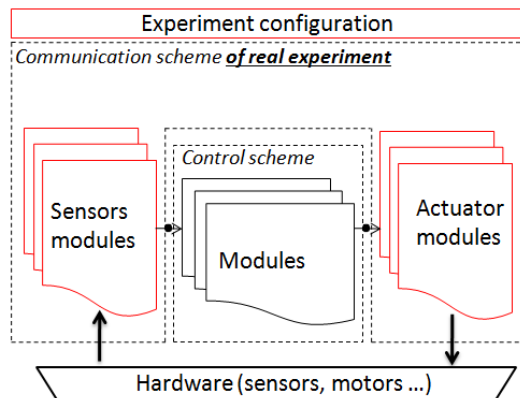 Experiment configuration
Communication scheme of real experiment
Control scheme
Sensors
modules
Modules
Actuator
modules
Hardware (sensors, motors ...)